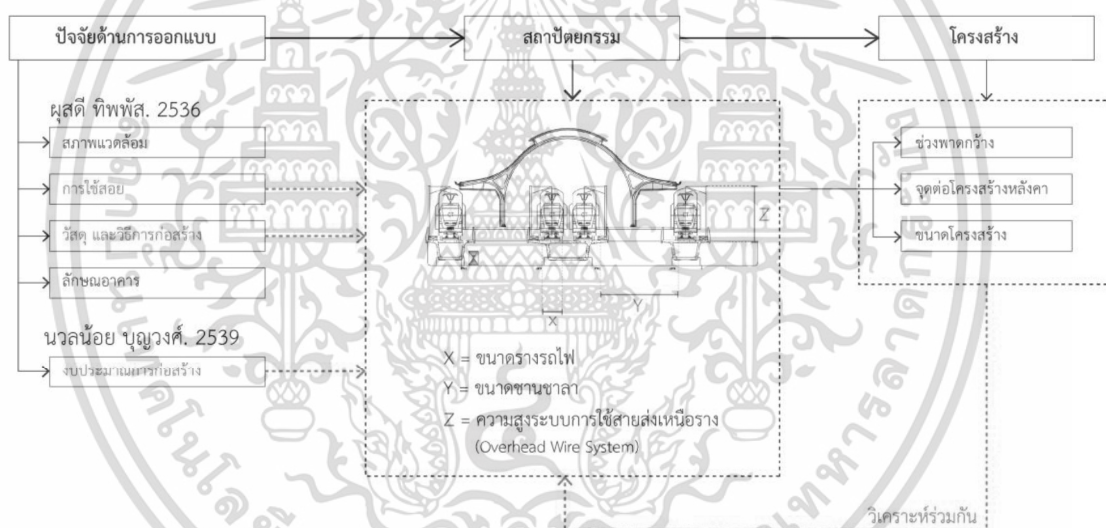 ปัจจัยด้านการออกแบบ
สถาปัตยกรรม
โครงสร้าง
ผุสดี ทิพพัส. 2536
สภาพแวดล้อม
การใช้สอย
วัสดุ และวิธีการก่อสร้าง
ลักษณอาคาร
นวลน้อย บุญวงศ์. 2539
งบประมาณการก่อสร้าง
Z
Y
X
X = ขนาดรางรถไฟ
Y = ขนาดชานชาลา
Z = ความสูงระบบการใช้สายส่งเหนือราง
(Overhead Wire System)
ช่วงพาดกว้าง
จุดต่อโครงสร้างหลังคา
ขนาดโครงสร้าง
วิเคราะห์ร่วมกัน